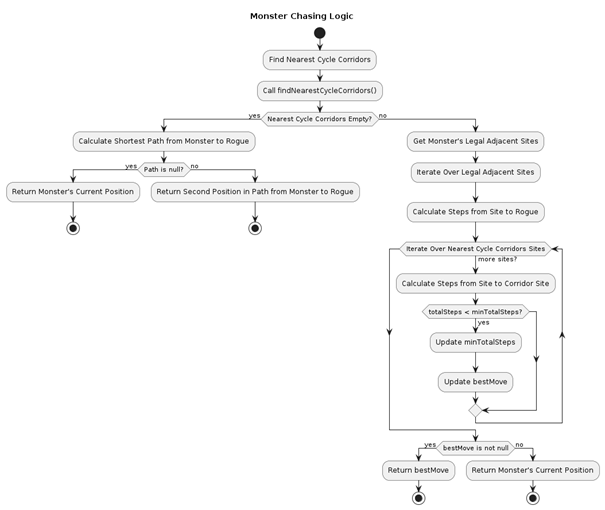 Monster Chasing Logic
Find Nearest Cycle Corridors
Call findNearestCycleCorridors()
yes
Nearest Cycle Corridors Empty?
no
Calculate Shortest Path from Monster to Rogue
yes
Path is null?
no
Return Monster's Current Position
Return Second Position in Path from Monster to Rogue
Get Monster's Legal Adjacent Sites
Iterate Over Legal Adjacent Sites
Calculate Steps from Site to Rogue
Iterate Over Nearest Cycle Corridors Sites
more sites?
Calculate Steps from Site to Corridor Site
totalSteps < minTotalSteps?
yes
Update minTotalSteps
Update bestMove
yes
bestMove is not null
no
Return bestMove
Return Monster's Current Position